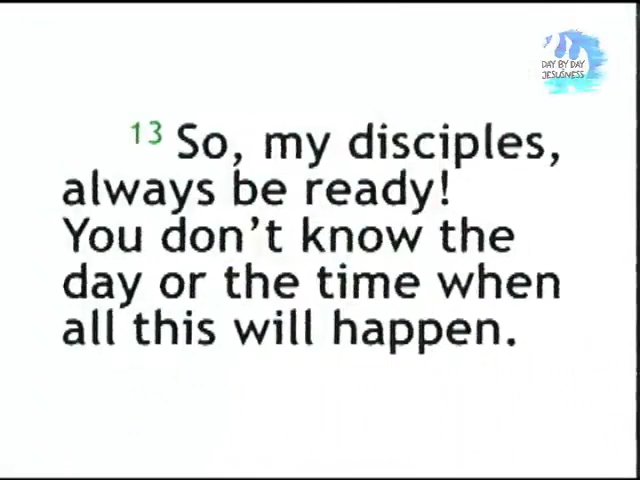 DAY BY DAY
JESUSNESS
13 So, my disciples,
always be ready!
You don't know the
day or the time when
all this will happen.